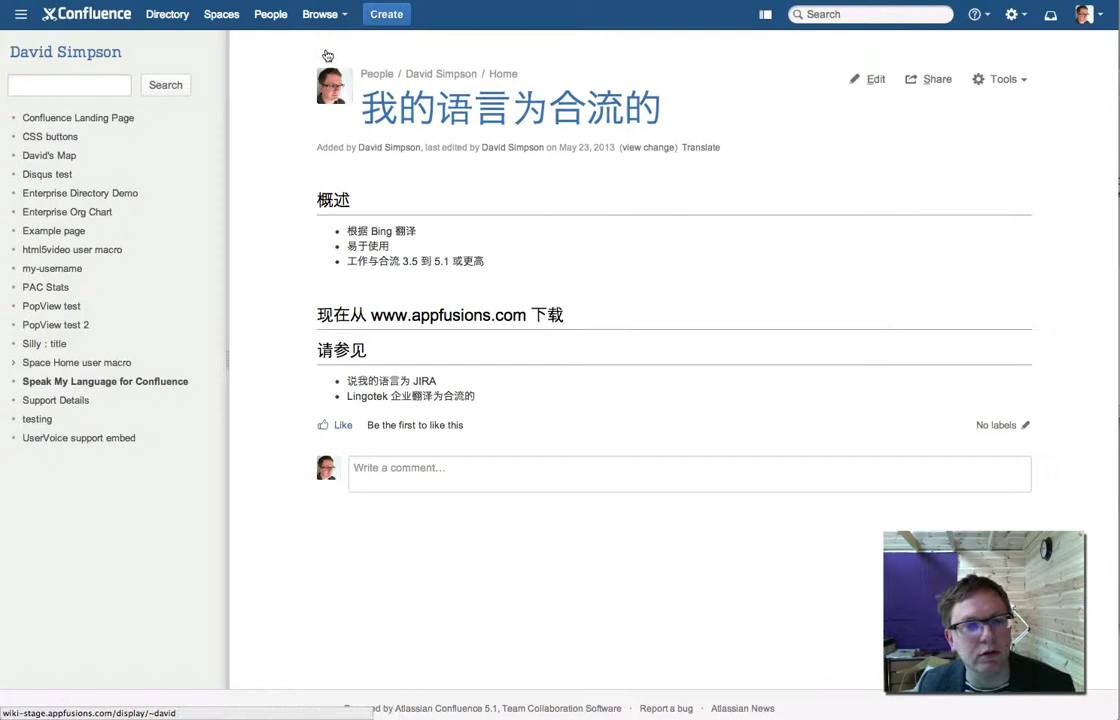 Confluence Directory Spaces People Browse Create Search
David Simpson
Search
Confluence Landing Page
CSS buttons
David's Map
Disqus test
Enterprise Directory Demo
Enterprise Org Chart
Example page
html5video user macro
my-username
PAC Stats
PopView test
PopView test 2
Silly : title
Space Home user macro
Speak My Language for Confluence
Support Details
testing
UserVoice support embed
People / David Simpson / Home
Edit Share Tools
我的语言为合流的
Added by David Simpson, last edited by David Simpson on May 23, 2013 (view change) Translate
概述
根据 Bing 翻译
易于使用
工作与合流 3.5 到 5.1 或更高
现在从 www.appfusions.com 下载
请参见
说我的语言为 JIRA
Lingotek 企业翻译为合流的
Like Be the first to like this
No labels
Write a comment…
by Atlassian Confluence 5.1, Team Collaboration Software · Report a bug · Atlassian News
wiki-stage.appfusions.com/display/~david